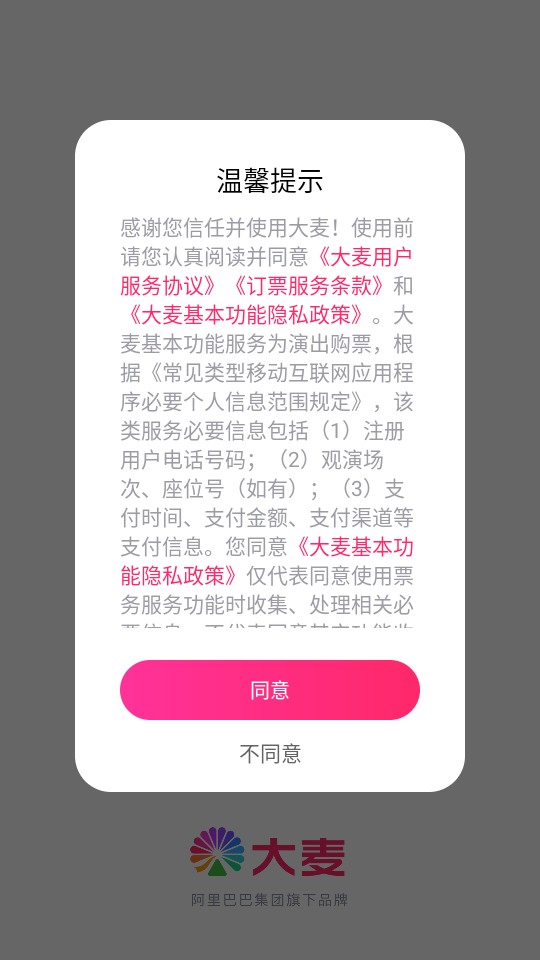 温馨提示
感谢您信任并使用大麦！使用前
请您认真阅读并同意《大麦用户
服务协议》《订票服务条款》和
《大麦基本功能隐私政策》。大
麦基本功能服务为演出购票，根
据《常见类型移动互联网应用程
序必要个人信息范围规定》，该
类服务必要信息包括（1）注册
用户电话号码；（2）观演场
次、座位号（如有）；（3）支
付时间、支付金额、支付渠道等
支付信息。您同意《大麦基本功
能隐私政策》仅代表同意使用票
务服务功能时收集、处理相关必
同意
不同意
大麦
阿里巴巴集团旗下品牌